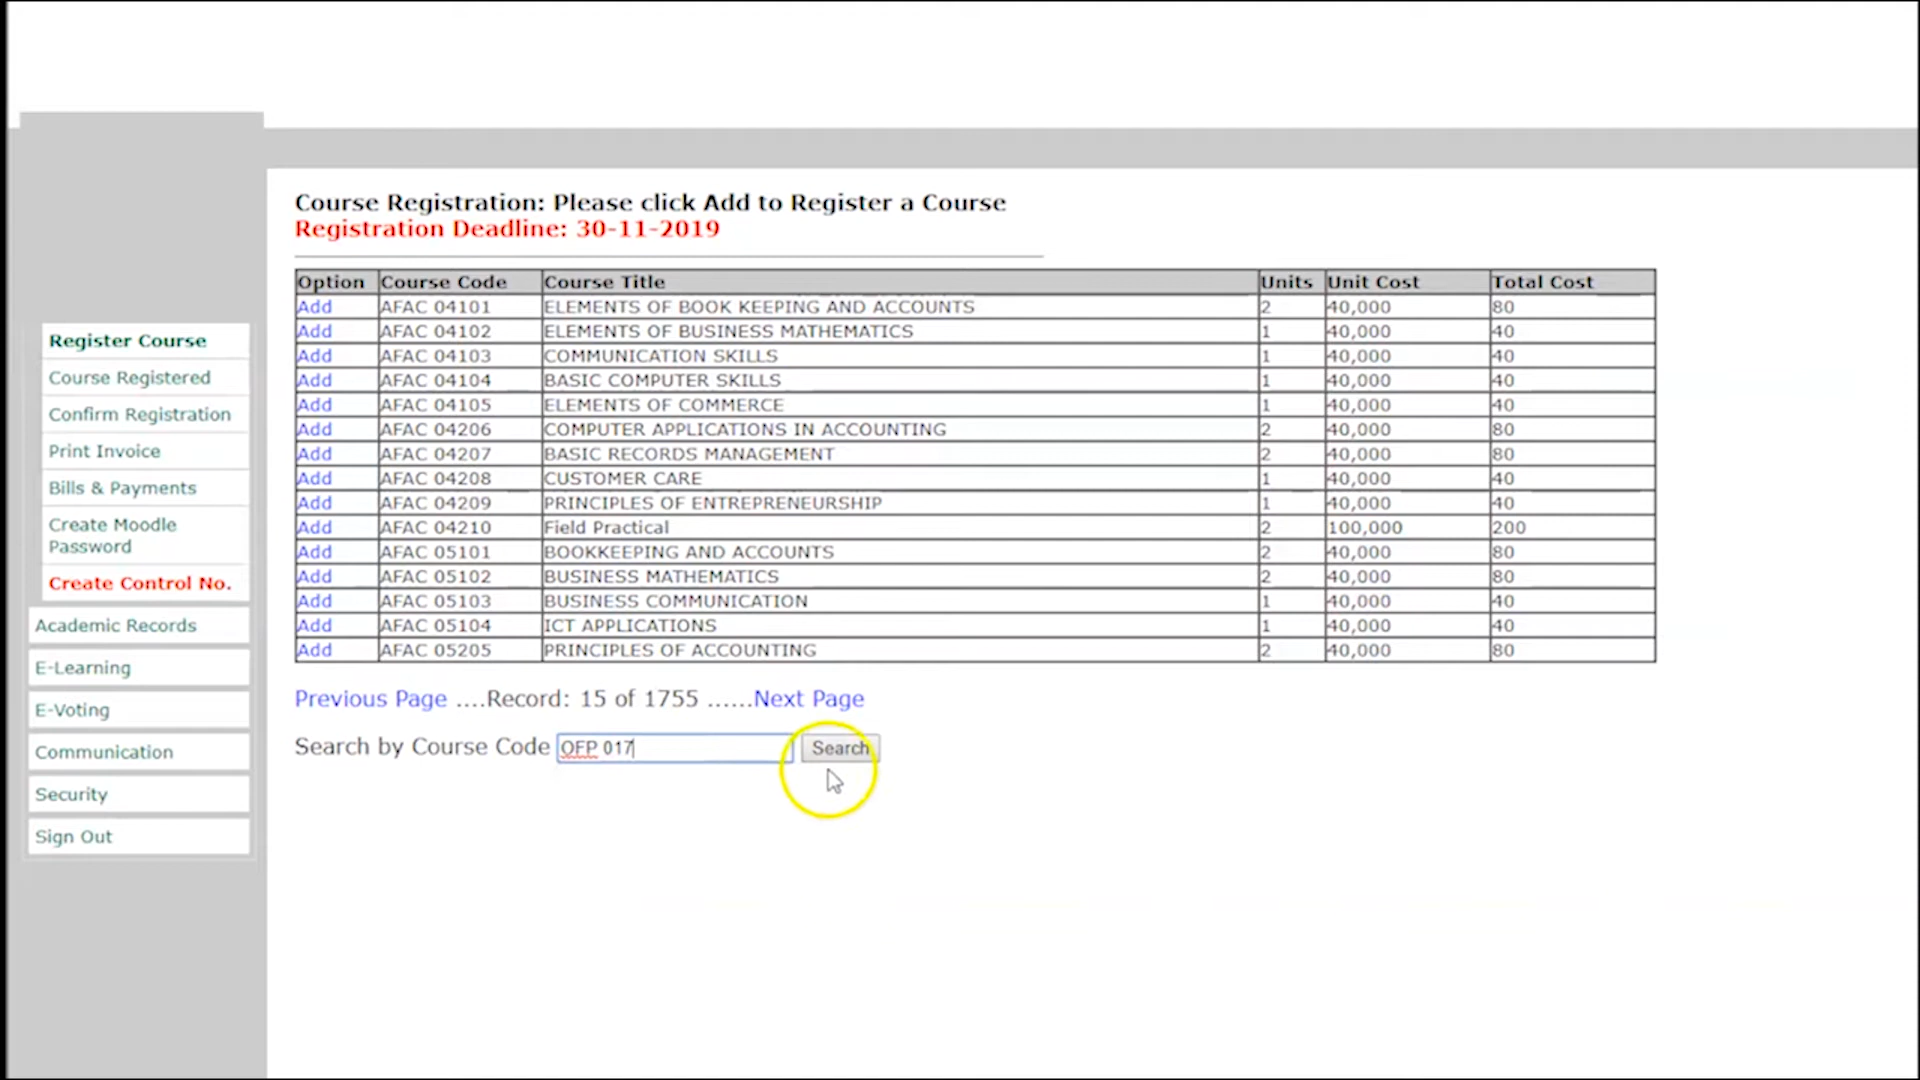 Course Registration: Please click Add to Register a Course
Registration Deadline: 30-11-2019
Register Course
Course Registered
Confirm Registration
Print Invoice
Bills & Payments
Create Moodle
Password
Create Control No.
Academic Records
E-Learning
E-Voting
Communication
Security
Sign Out
Option Course Code Course Title Units Unit Cost Total Cost
Add AFAC 04101 ELEMENTS OF BOOK KEEPING AND ACCOUNTS 2 40,000 80
Add AFAC 04102 ELEMENTS OF BUSINESS MATHEMATICS 1 40,000 40
Add AFAC 04103 COMMUNICATION SKILLS 1 40,000 40
Add AFAC 04104 BASIC COMPUTER SKILLS 1 40,000 40
Add AFAC 04105 ELEMENTS OF COMMERCE 1 40,000 40
Add AFAC 04206 COMPUTER APPLICATIONS IN ACCOUNTING 2 40,000 80
Add AFAC 04207 BASIC RECORDS MANAGEMENT 2 40,000 80
Add AFAC 04208 CUSTOMER CARE 1 40,000 40
Add AFAC 04209 PRINCIPLES OF ENTREPRENEURSHIP 1 40,000 40
Add AFAC 04210 Field Practical 2 100,000 200
Add AFAC 05101 BOOKKEEPING AND ACCOUNTS 2 40,000 80
Add AFAC 05102 BUSINESS MATHEMATICS 2 40,000 80
Add AFAC 05103 BUSINESS COMMUNICATION 1 40,000 40
Add AFAC 05104 ICT APPLICATIONS 1 40,000 40
Add AFAC 05205 PRINCIPLES OF ACCOUNTING 2 40,000 80
Previous Page ....Record: 15 of 1755 ......Next Page
Search by Course Code OFP 017 Search